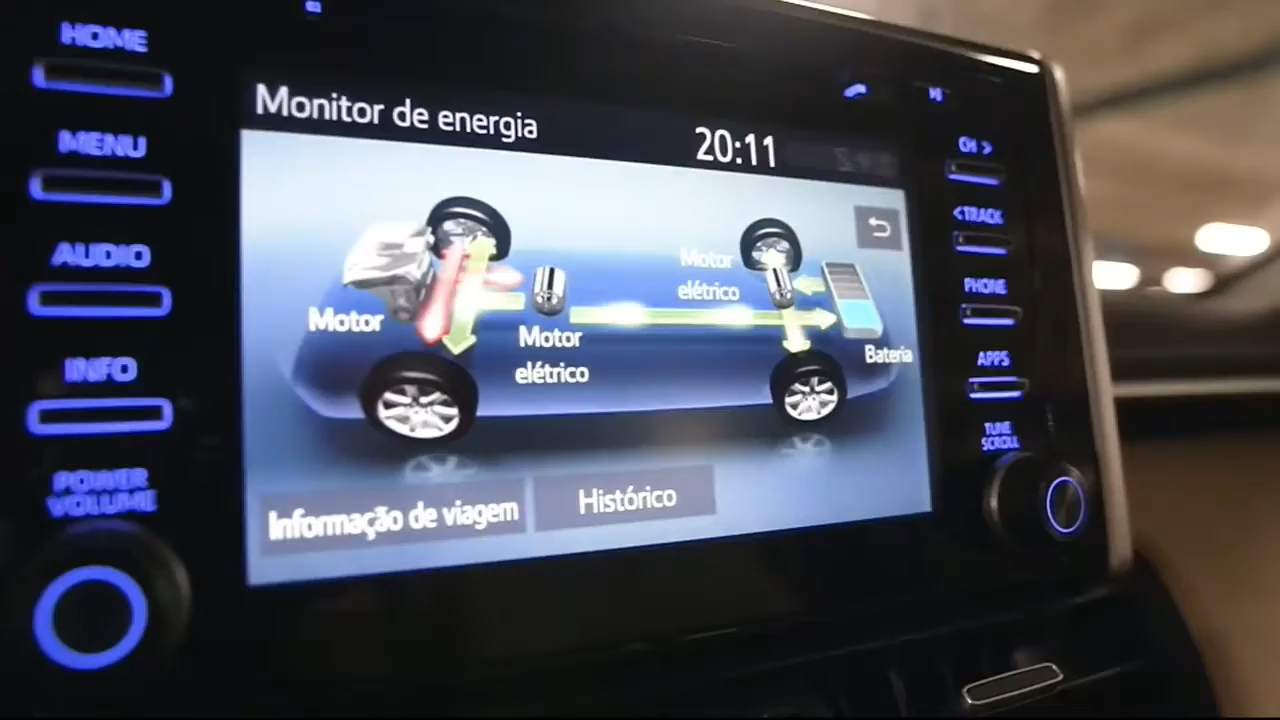 HOME
MENU
AUDIO
INFO
POWER
VOLUME
Monitor de energia
20:11
Motor
Motor
elétrico
Motor
elétrico
Bateria
Informação de viagem
Histórico
CH >
<TRACK
PHONE
APPS
TUNE
SCROLL